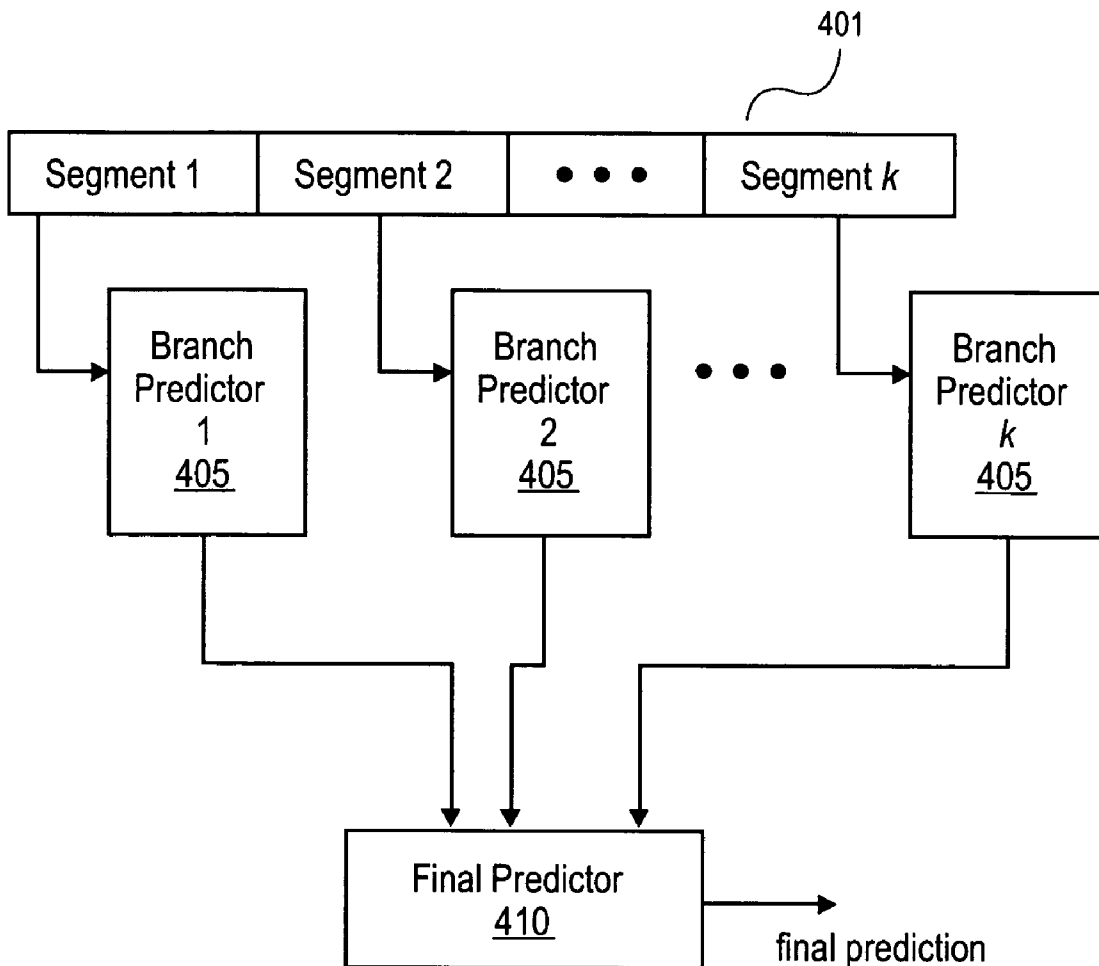 401
Segment 1
Segment 2
• • •
Segment k
Branch
Predictor
1
405
Branch
Predictor
2
405
• • •
Branch
Predictor
k
405
Final Predictor
410
final prediction